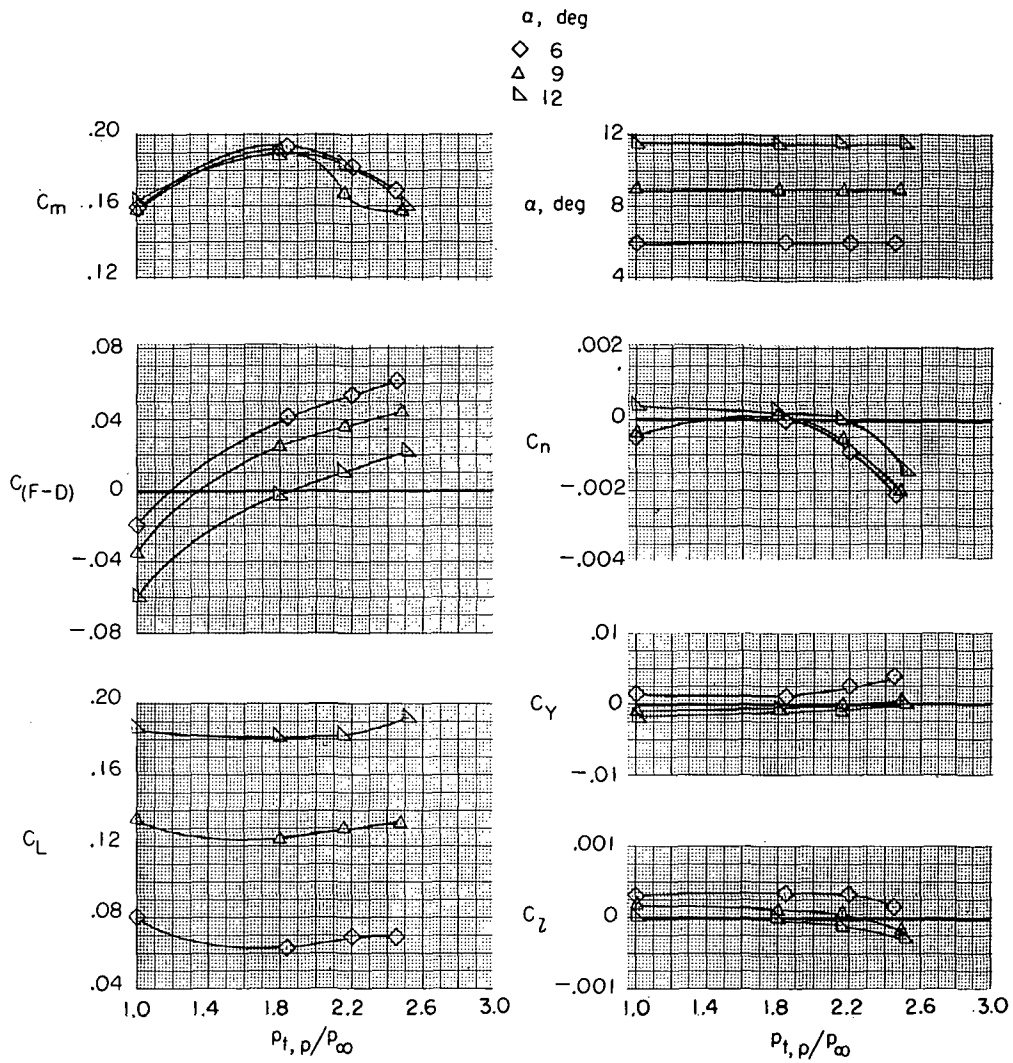 α, deg
◇ 6
△ 9
◺ 12
.20
.16
.12
C_m
12
8
4
α, deg
.08
.04
0
-.04
-.08
C_(F-D)
.002
0
-.002
-.004
C_n
.01
0
-.01
C_Y
.20
.16
.12
.08
.04
C_L
.001
0
-.001
C_l
1.0 1.4 1.8 2.2 2.6 3.0
p_t,p/p_∞
1.0 1.4 1.8 2.2 2.6 3.0
p_t,p/p_∞